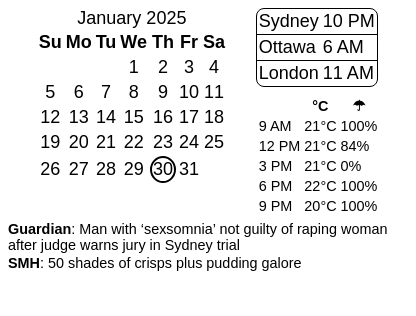 January 2025
Su Mo Tu We Th Fr Sa
1 2 3 4
5 6 7 8 9 10 11
12 13 14 15 16 17 18
19 20 21 22 23 24 25
26 27 28 29 30 31
Sydney 10 PM
Ottawa 6 AM
London 11 AM
°C ☂
9 AM 21°C 100%
12 PM 21°C 84%
3 PM 21°C 0%
6 PM 22°C 100%
9 PM 20°C 100%
Guardian: Man with ‘sexsomnia’ not guilty of raping woman
after judge warns jury in Sydney trial
SMH: 50 shades of crisps plus pudding galore